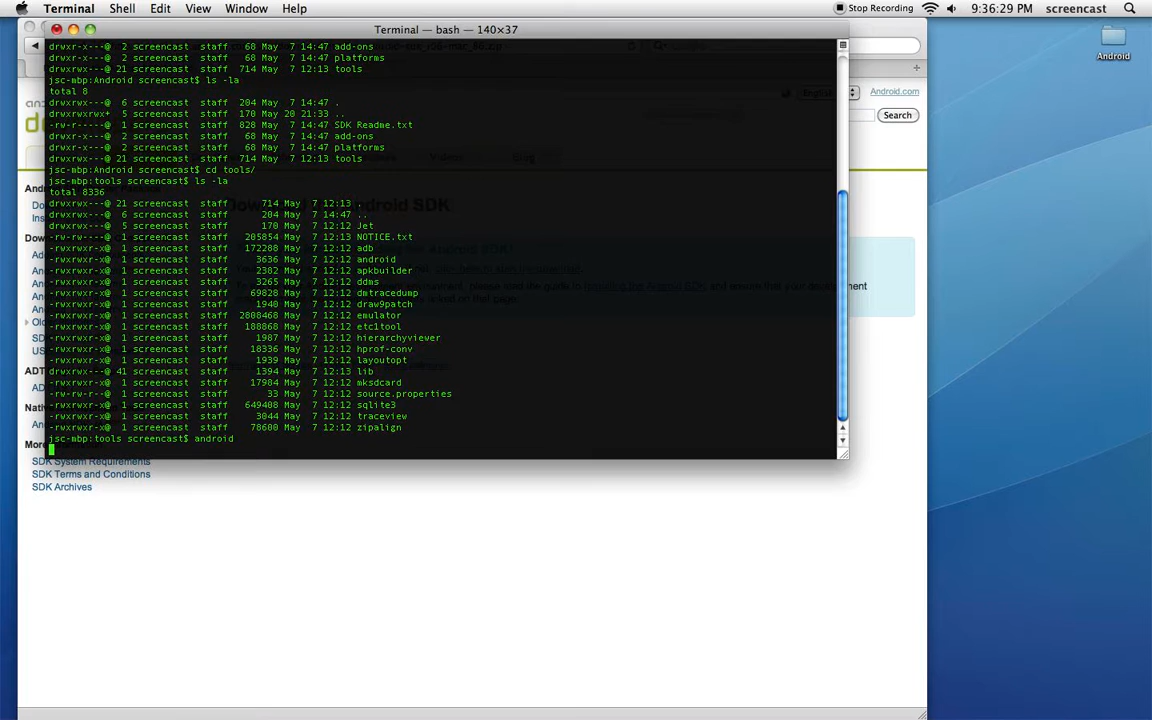 Terminal Shell Edit View Window Help Stop Recording 9:36:29 PM screencast
Terminal — bash — 140×37
Android
drwxr-x---@ 2 screencast staff 68 May 7 14:47 add-ons
drwxr-x---@ 2 screencast staff 68 May 7 14:47 platforms
drwxrwx---@ 21 screencast staff 714 May 7 12:13 tools
jsc-mbp:Android screencast$ ls -la
total 8
drwxrwx---@ 6 screencast staff 204 May 7 14:47 .
drwxrwxrwx+ 5 screencast staff 170 May 20 21:33 ..
-rw-r-----@ 1 screencast staff 828 May 7 14:47 SDK Readme.txt
drwxr-x---@ 2 screencast staff 68 May 7 14:47 add-ons
drwxr-x---@ 2 screencast staff 68 May 7 14:47 platforms
drwxrwx---@ 21 screencast staff 714 May 7 12:13 tools
jsc-mbp:Android screencast$ cd tools/
jsc-mbp:tools screencast$ ls -la
total 8336
drwxrwx---@ 21 screencast staff 714 May 7 12:13 .
drwxrwx---@ 6 screencast staff 204 May 7 14:47 ..
drwxrwx---@ 5 screencast staff 170 May 7 12:12 Jet
-rw-rw----@ 1 screencast staff 205854 May 7 12:13 NOTICE.txt
-rwxrwxr-x@ 1 screencast staff 172288 May 7 12:12 adb
-rwxrwxr-x@ 1 screencast staff 3636 May 7 12:12 android
-rwxrwxr-x@ 1 screencast staff 2382 May 7 12:12 apkbuilder
-rwxrwxr-x@ 1 screencast staff 3265 May 7 12:12 ddms
-rwxrwxr-x@ 1 screencast staff 69828 May 7 12:12 dmtracedump
-rwxrwxr-x@ 1 screencast staff 1940 May 7 12:12 draw9patch
-rwxrwxr-x@ 1 screencast staff 2808468 May 7 12:12 emulator
-rwxrwxr-x@ 1 screencast staff 180868 May 7 12:12 etc1tool
-rwxrwxr-x@ 1 screencast staff 1987 May 7 12:12 hierarchyviewer
-rwxrwxr-x@ 1 screencast staff 18336 May 7 12:12 hprof-conv
-rwxrwxr-x@ 1 screencast staff 1939 May 7 12:12 layoutopt
drwxrwx---@ 41 screencast staff 1394 May 7 12:13 lib
-rwxrwxr-x@ 1 screencast staff 17984 May 7 12:12 mksdcard
-rw-rw-r--@ 1 screencast staff 33 May 7 12:12 source.properties
-rwxrwxr-x@ 1 screencast staff 649408 May 7 12:12 sqlite3
-rwxrwxr-x@ 1 screencast staff 3044 May 7 12:12 traceview
-rwxrwxr-x@ 1 screencast staff 78600 May 7 12:12 zipalign
jsc-mbp:tools screencast$ android
English Android.com
Search
Blog
Download the Android SDK
SDK System Requirements
SDK Terms and Conditions
SDK Archives